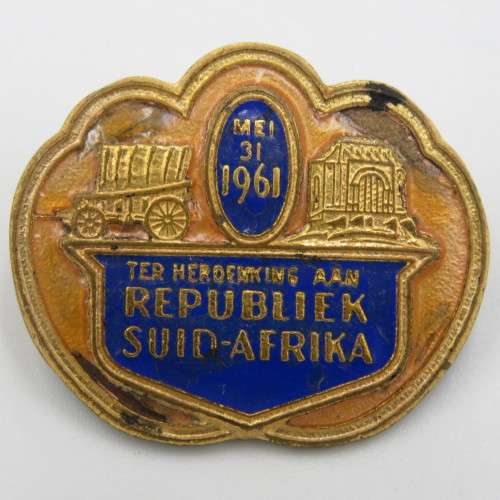 MEI
31
1961
TER HERDENKING AAN
REPUBLIEK
SUID-AFRIKA